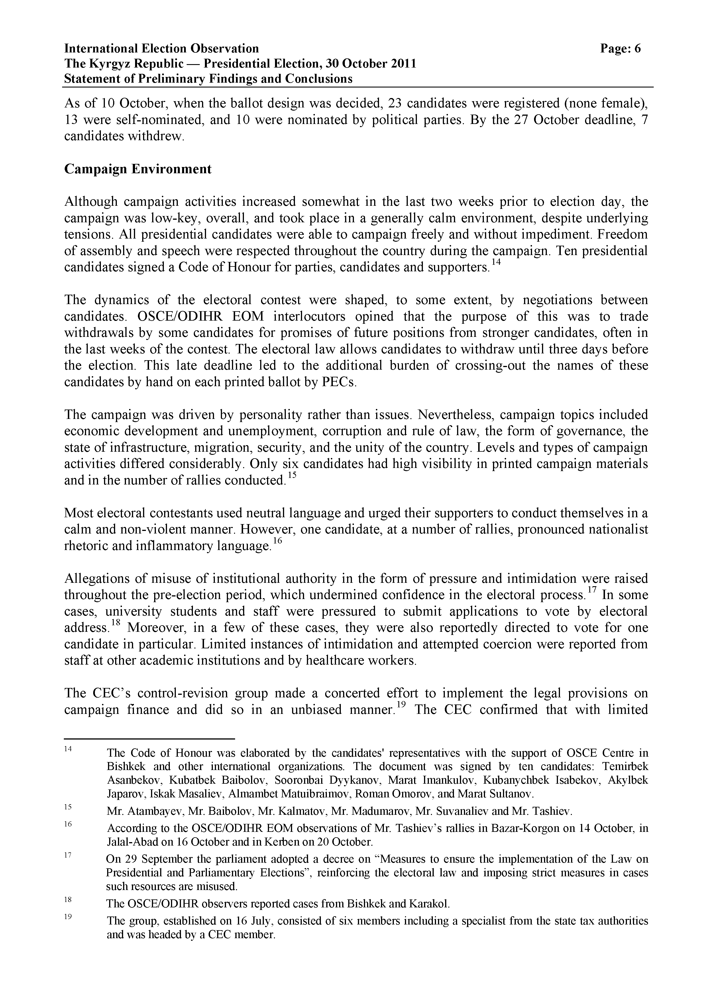 International Election Observation Page: 6
The Kyrgyz Republic — Presidential Election, 30 October 2011
Statement of Preliminary Findings and Conclusions
As of 10 October, when the ballot design was decided, 23 candidates were registered (none female),
13 were self-nominated, and 10 were nominated by political parties. By the 27 October deadline, 7
candidates withdrew.
Campaign Environment
Although campaign activities increased somewhat in the last two weeks prior to election day, the
campaign was low-key, overall, and took place in a generally calm environment, despite underlying
tensions. All presidential candidates were able to campaign freely and without impediment. Freedom
of assembly and speech were respected throughout the country during the campaign. Ten presidential
candidates signed a Code of Honour for parties, candidates and supporters.14
The dynamics of the electoral contest were shaped, to some extent, by negotiations between
candidates. OSCE/ODIHR EOM interlocutors opined that the purpose of this was to trade
withdrawals by some candidates for promises of future positions from stronger candidates, often in
the last weeks of the contest. The electoral law allows candidates to withdraw until three days before
the election. This late deadline led to the additional burden of crossing-out the names of these
candidates by hand on each printed ballot by PECs.
The campaign was driven by personality rather than issues. Nevertheless, campaign topics included
economic development and unemployment, corruption and rule of law, the form of governance, the
state of infrastructure, migration, security, and the unity of the country. Levels and types of campaign
activities differed considerably. Only six candidates had high visibility in printed campaign materials
and in the number of rallies conducted.15
Most electoral contestants used neutral language and urged their supporters to conduct themselves in a
calm and non-violent manner. However, one candidate, at a number of rallies, pronounced nationalist
rhetoric and inflammatory language.16
Allegations of misuse of institutional authority in the form of pressure and intimidation were raised
throughout the pre-election period, which undermined confidence in the electoral process.17 In some
cases, university students and staff were pressured to submit applications to vote by electoral
address.18 Moreover, in a few of these cases, they were also reportedly directed to vote for one
candidate in particular. Limited instances of intimidation and attempted coercion were reported from
staff at other academic institutions and by healthcare workers.
The CEC’s control-revision group made a concerted effort to implement the legal provisions on
campaign finance and did so in an unbiased manner.19 The CEC confirmed that with limited
14 The Code of Honour was elaborated by the candidates' representatives with the support of OSCE Centre in
Bishkek and other international organizations. The document was signed by ten candidates: Temirbek
Asanbekov, Kubatbek Baibolov, Sooronbai Dyykanov, Marat Imankulov, Kubanychbek Isabekov, Akylbek
Japarov, Iskak Masaliev, Almambet Matuibraimov, Roman Omorov, and Marat Sultanov.
15 Mr. Atambayev, Mr. Baibolov, Mr. Kalmatov, Mr. Madumarov, Mr. Suvanaliev and Mr. Tashiev.
16 According to the OSCE/ODIHR EOM observations of Mr. Tashiev’s rallies in Bazar-Korgon on 14 October, in
Jalal-Abad on 16 October and in Kerben on 20 October.
17 On 29 September the parliament adopted a decree on “Measures to ensure the implementation of the Law on
Presidential and Parliamentary Elections”, reinforcing the electoral law and imposing strict measures in cases
such resources are misused.
18 The OSCE/ODIHR observers reported cases from Bishkek and Karakol.
19 The group, established on 16 July, consisted of six members including a specialist from the state tax authorities
and was headed by a CEC member.